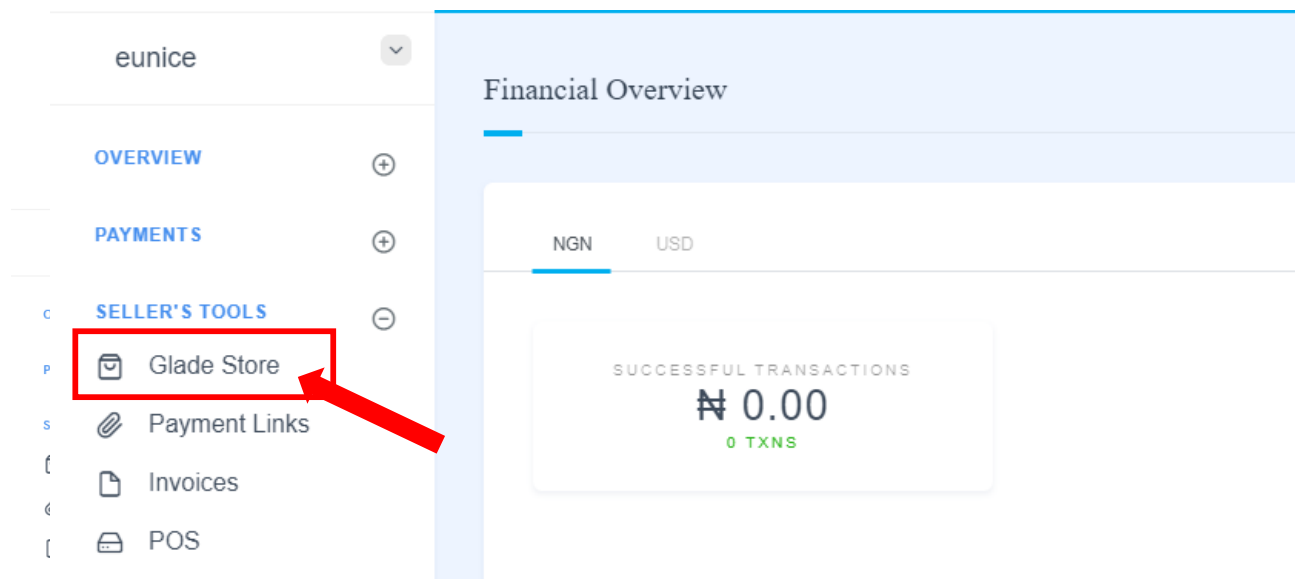 eunice
OVERVIEW
PAYMENTS
SELLER'S TOOLS
Glade Store
Payment Links
Invoices
POS
Financial Overview
NGN USD
SUCCESSFUL TRANSACTIONS
₦ 0.00
0 TXNS